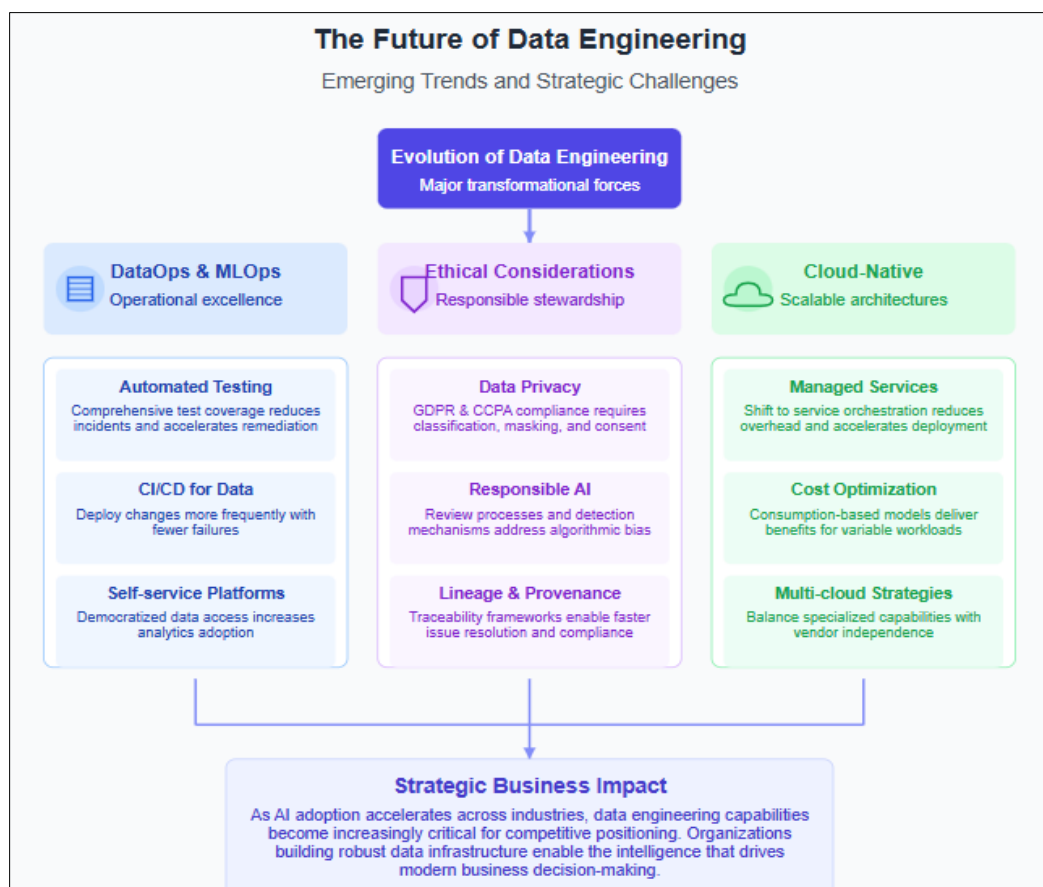 The Future of Data Engineering
Emerging Trends and Strategic Challenges
Evolution of Data Engineering
Major transformational forces
DataOps & MLOps
Operational excellence
Ethical Considerations
Responsible stewardship
Cloud-Native
Scalable architectures
Automated Testing
Comprehensive test coverage reduces
incidents and accelerates remediation
CI/CD for Data
Deploy changes more frequently with
fewer failures
Self-service Platforms
Democratized data access increases
analytics adoption
Data Privacy
GDPR & CCPA compliance requires
classification, masking, and consent
Responsible AI
Review processes and detection
mechanisms address algorithmic bias
Lineage & Provenance
Traceability frameworks enable faster
issue resolution and compliance
Managed Services
Shift to service orchestration reduces
overhead and accelerates deployment
Cost Optimization
Consumption-based models deliver
benefits for variable workloads
Multi-cloud Strategies
Balance specialized capabilities with
vendor independence
Strategic Business Impact
As AI adoption accelerates across industries, data engineering capabilities
become increasingly critical for competitive positioning. Organizations
building robust data infrastructure enable the intelligence that drives
modern business decision-making.